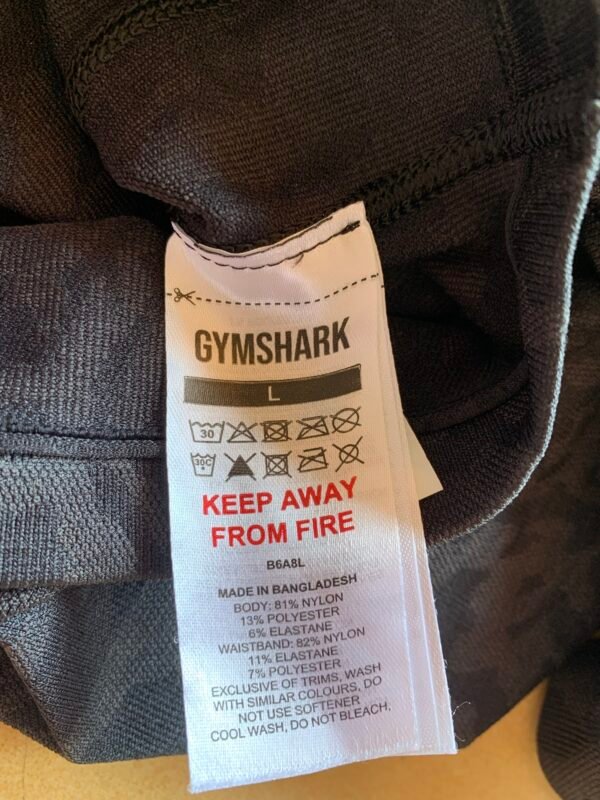 GYMSHARK
L
30
30C
KEEP AWAY
FROM FIRE
B6A8L
MADE IN BANGLADESH
BODY: 81% NYLON
13% POLYESTER
6% ELASTANE
WAISTBAND: 82% NYLON
11% ELASTANE
7% POLYESTER
EXCLUSIVE OF TRIMS, WASH
WITH SIMILAR COLOURS, DO
NOT USE SOFTENER
COOL WASH, DO NOT BLEACH,